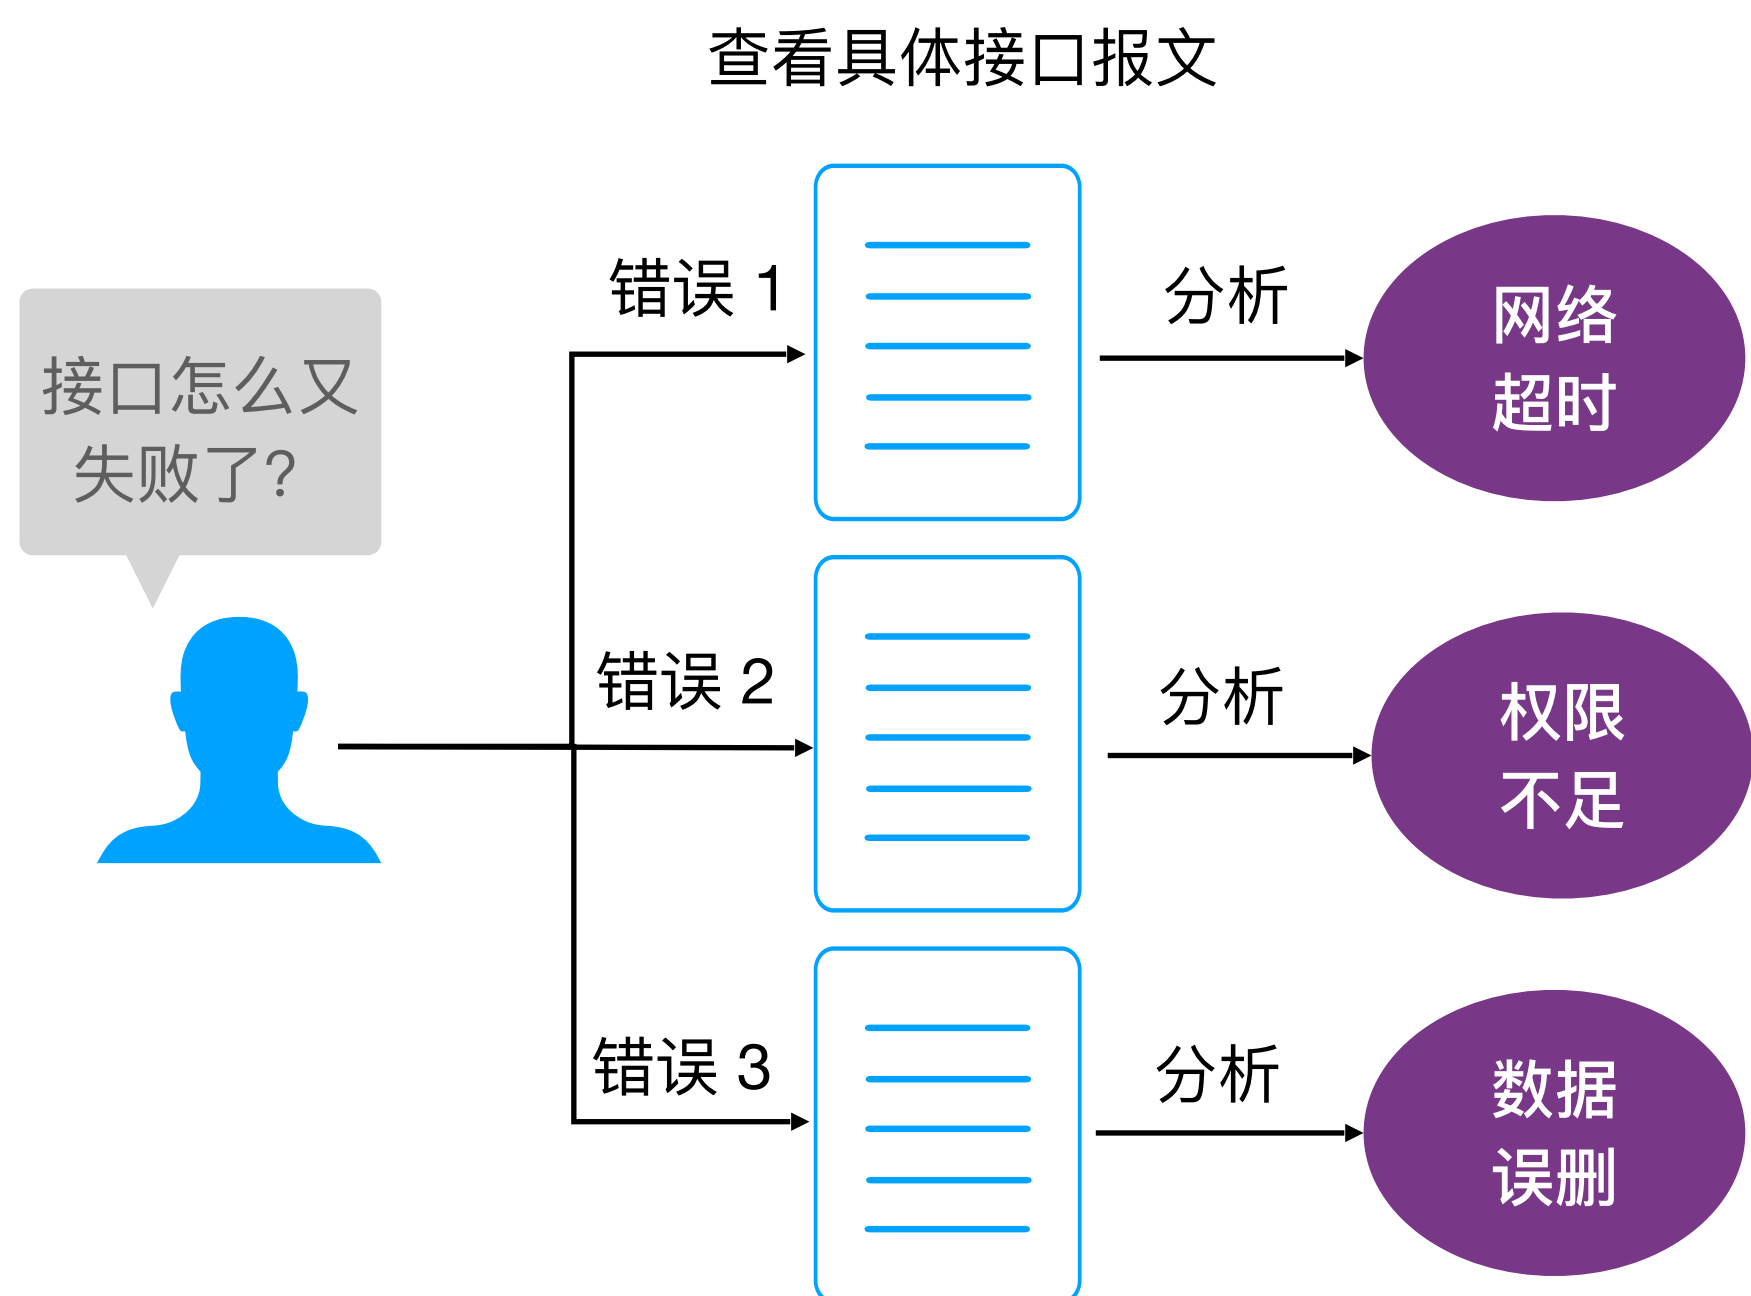 查看具体接口报文
接口怎么又
失败了?
错误 1
分析
网络
超时
错误 2
分析
权限
不足
错误 3
分析
数据
误删